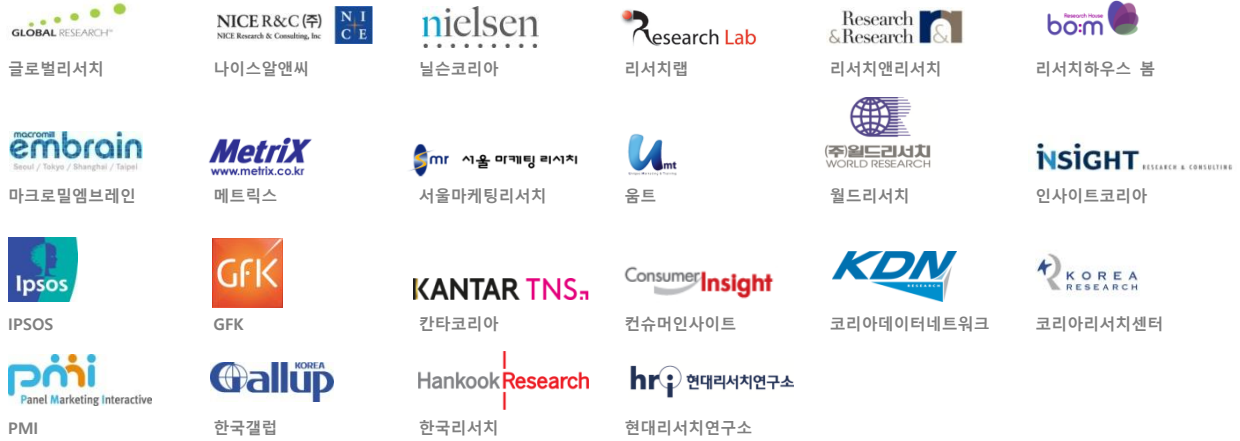 GLOBAL RESEARCH
글로벌리서치
NICE R&C (주)
NICE Research & Consulting, Inc
NICE
나이스알앤씨
nielsen
닐슨코리아
Research Lab
리서치랩
Research
& Research
리서치앤리서치
Research House
bo:m
리서치하우스 봄
macromill
embrain
Seoul / Tokyo / Shanghai / Taipei
마크로밀엠브레인
MetriX
www.metrix.co.kr
메트릭스
smr 서울 마케팅 리서치
서울마케팅리서치
umt
움트
(주)월드리서치
WORLD RESEARCH
월드리서치
iNSiGHT RESEARCH & CONSULTING
인사이트코리아
Ipsos
IPSOS
GFK
GFK
KANTAR TNS
칸타코리아
Consumer Insight
컨슈머인사이트
KDN
RESEARCH
코리아데이터네트워크
KOREA
RESEARCH
코리아리서치센터
pmi
Panel Marketing Interactive
PMI
KOREA
Gallup
한국갤럽
Hankook Research
한국리서치
hri 현대리서치연구소
현대리서치연구소